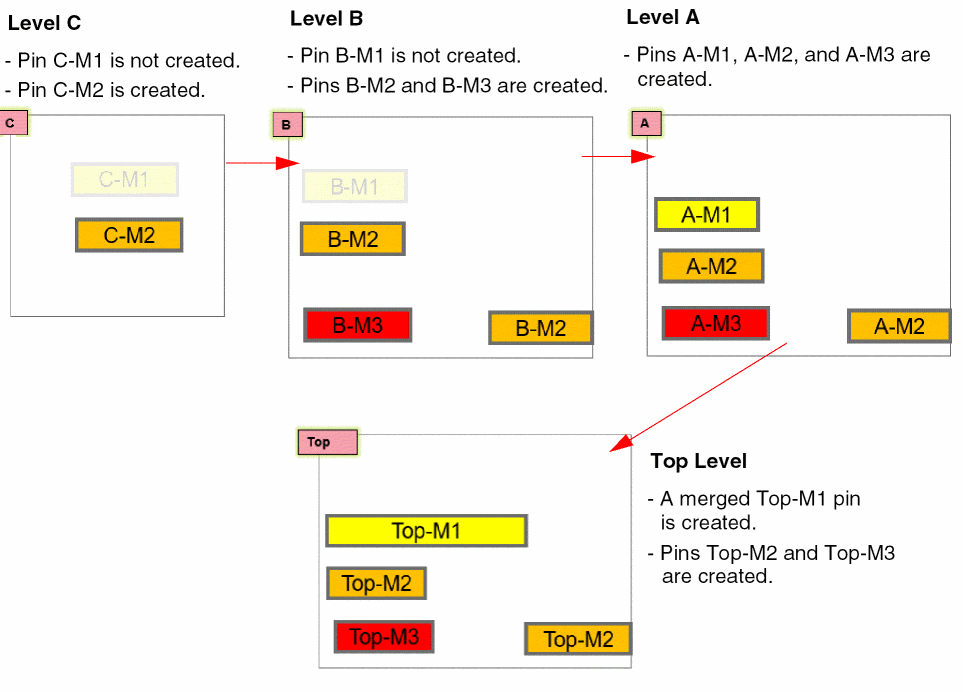 Level C
- Pin C-M1 is not created.
- Pin C-M2 is created.
C
C-M1
C-M2
Level B
- Pin B-M1 is not created.
- Pins B-M2 and B-M3 are created.
B
B-M1
B-M2
B-M3
B-M2
Level A
- Pins A-M1, A-M2, and A-M3 are
created.
A
A-M1
A-M2
A-M3
A-M2
Top
Top-M1
Top-M2
Top-M3
Top-M2
Top Level
- A merged Top-M1 pin
is created.
- Pins Top-M2 and Top-M3
are created.